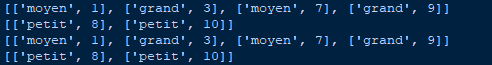 [['moyen', 1], ['grand', 3], ['moyen', 7], ['grand', 9]]
[['petit', 8], ['petit', 10]]
[['moyen', 1], ['grand', 3], ['moyen', 7], ['grand', 9]]
[['petit', 8], ['petit', 10]]